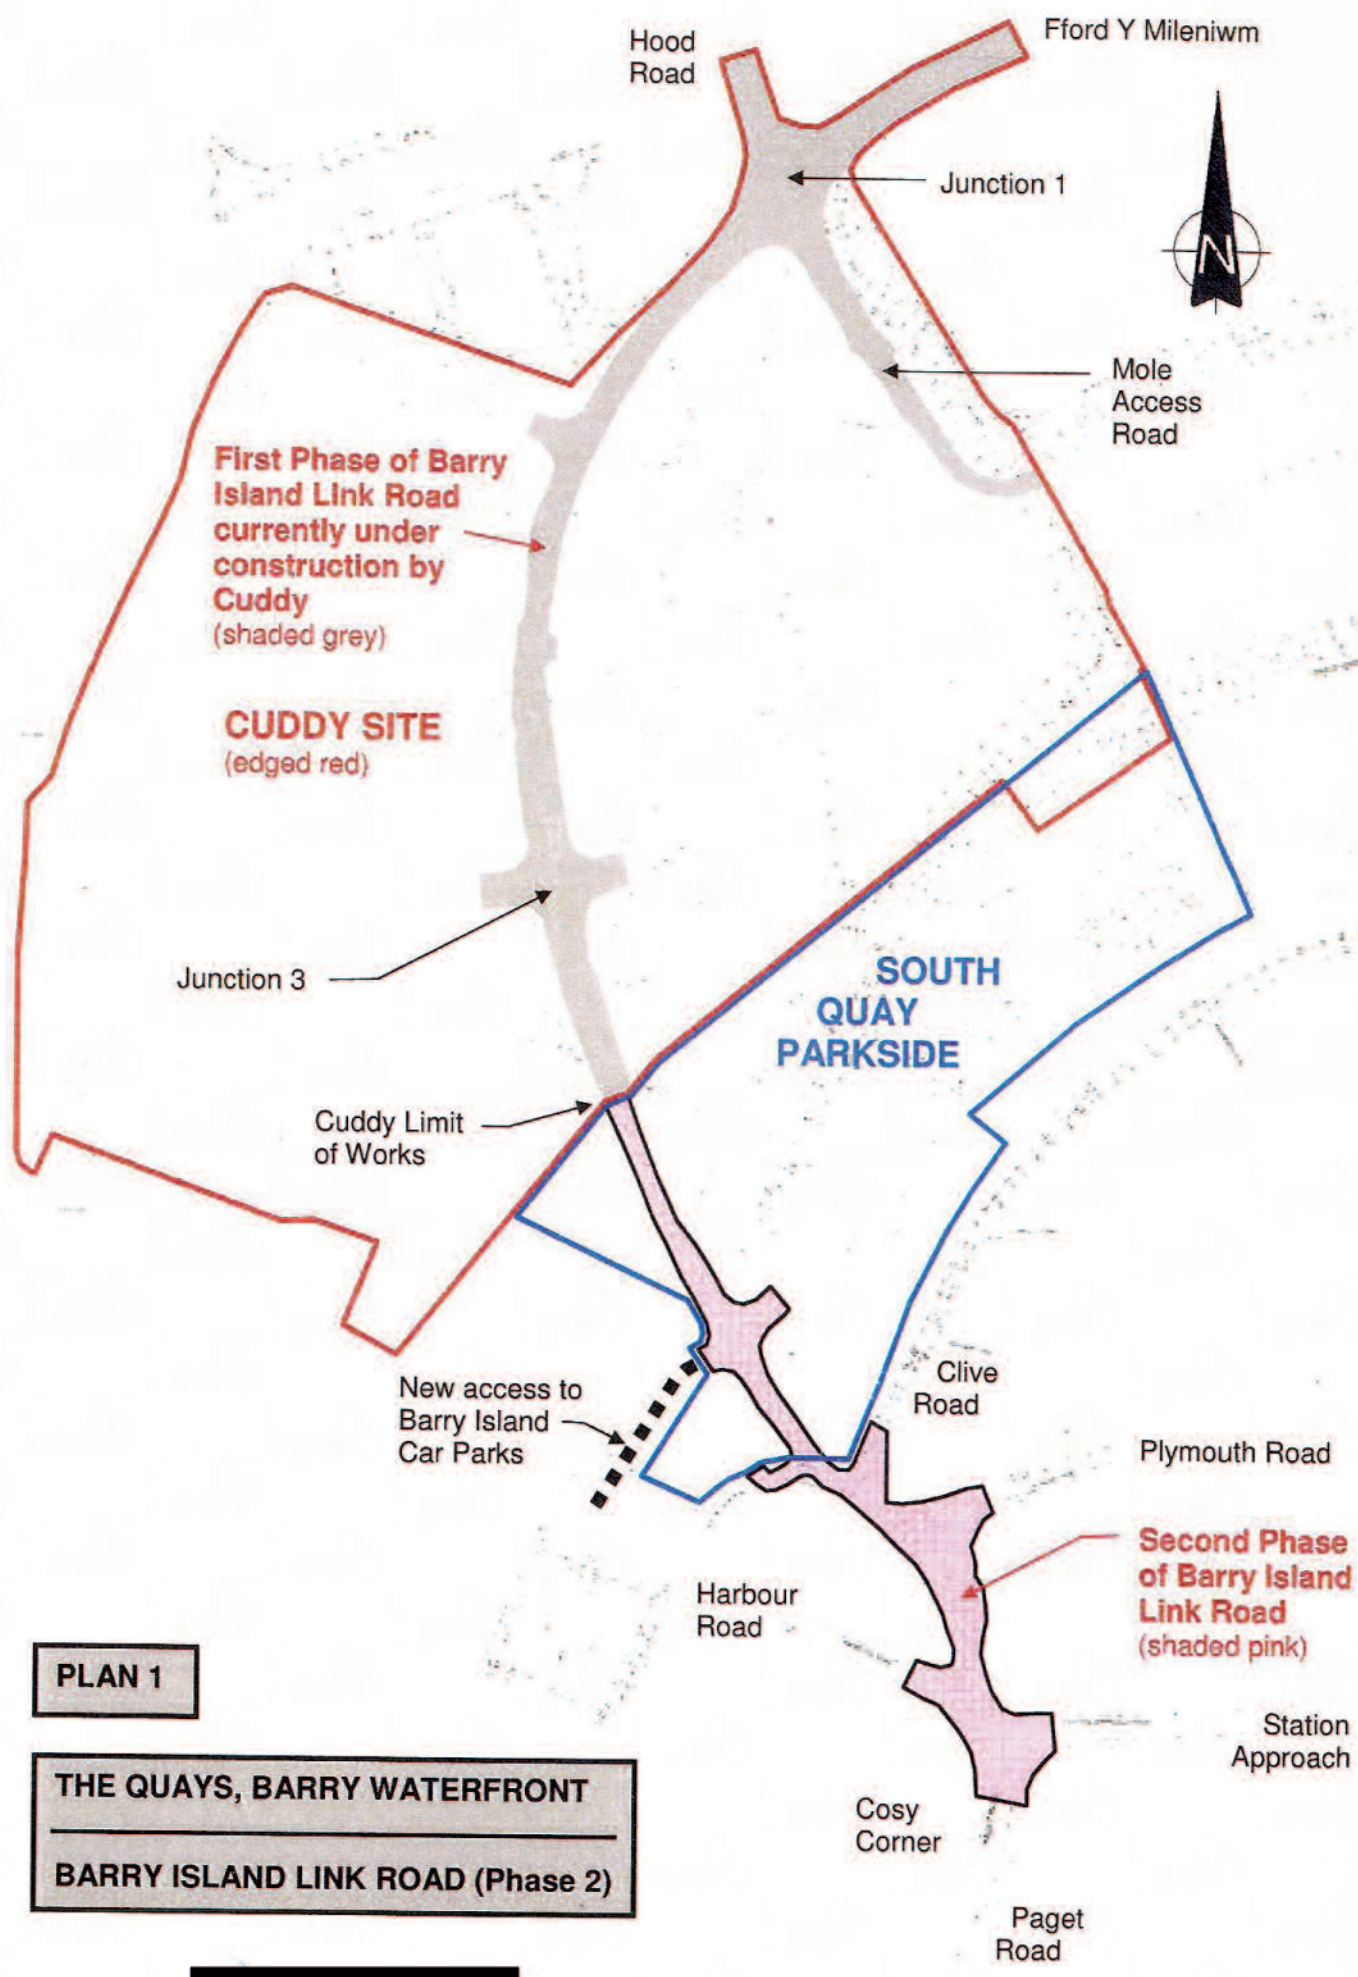 Hood
Road
Fford Y Mileniwm
Junction 1
N
Mole
Access
Road
First Phase of Barry
Island Link Road
currently under
construction by
Cuddy
(shaded grey)
CUDDY SITE
(edged red)
Junction 3
SOUTH
QUAY
PARKSIDE
Cuddy Limit
of Works
New access to
Barry Island
Car Parks
Clive
Road
Plymouth Road
Second Phase
of Barry Island
Link Road
(shaded pink)
Harbour
Road
Station
Approach
Cosy
Corner
Paget
Road
PLAN 1
THE QUAYS, BARRY WATERFRONT
BARRY ISLAND LINK ROAD (Phase 2)